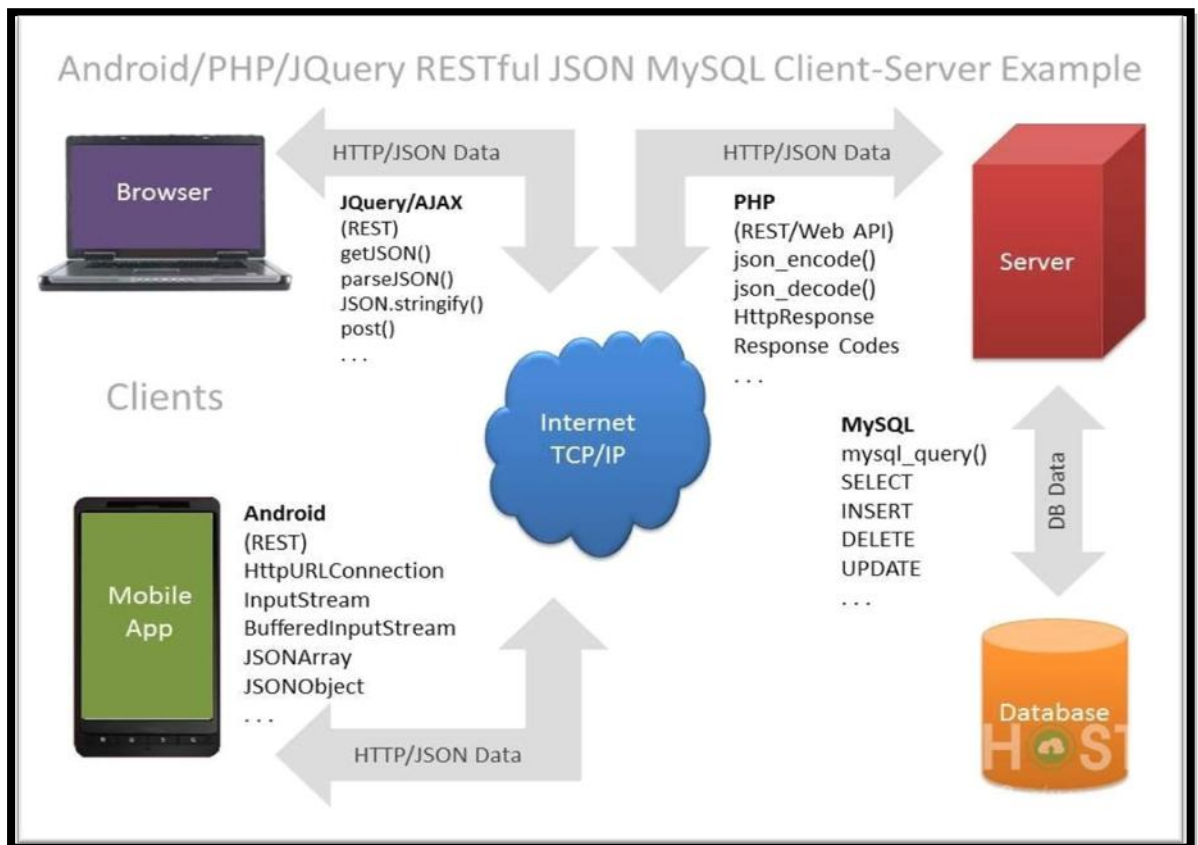 Android/PHP/JQuery RESTful JSON MySQL Client-Server Example
Browser
HTTP/JSON Data
JQuery/AJAX
(REST)
getJSON()
parseJSON()
JSON.stringify()
post()
. . .
HTTP/JSON Data
PHP
(REST/Web API)
json_encode()
json_decode()
HttpResponse
Response Codes
. . .
Server
Clients
Internet
TCP/IP
MySQL
mysql_query()
SELECT
INSERT
DELETE
UPDATE
. . .
DB Data
Mobile
App
Android
(REST)
HttpURLConnection
InputStream
BufferedInputStream
JSONArray
JSONObject
. . .
HTTP/JSON Data
Database
HOST